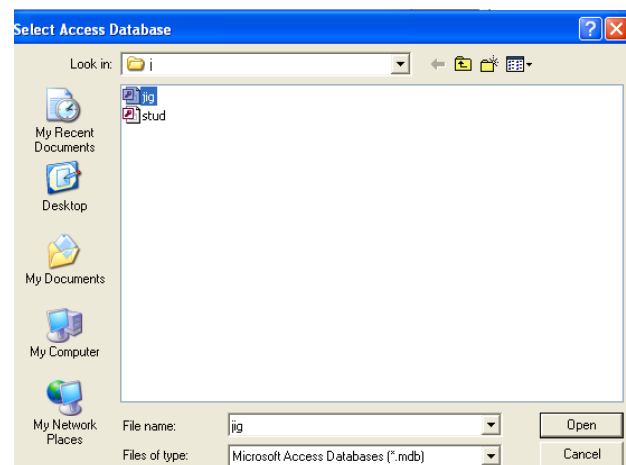 Select Access Database
Look in:
i
jig
stud
My Recent
Documents
Desktop
My Documents
My Computer
My Network
Places
File name:
jig
Open
Files of type:
Microsoft Access Databases (*.mdb)
Cancel